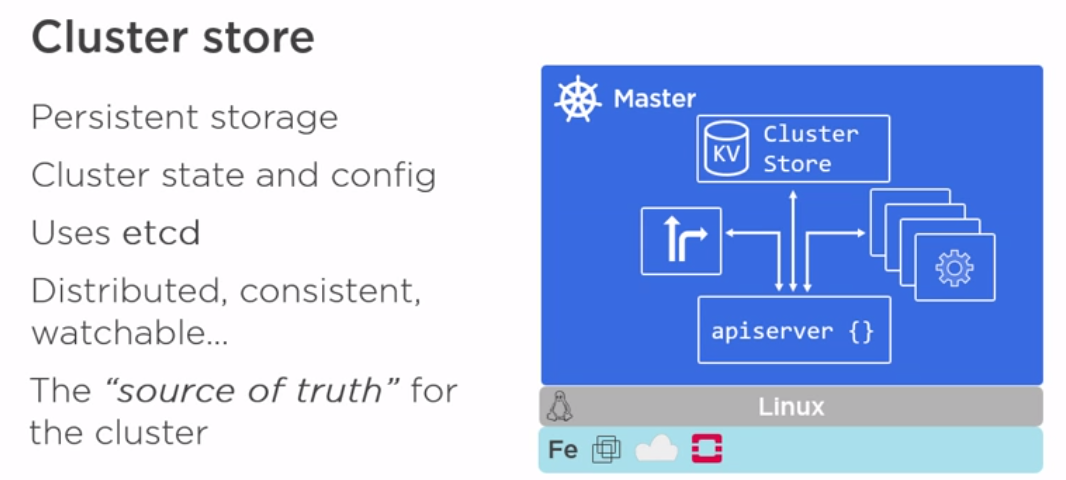 Cluster store
Persistent storage
Cluster state and config
Uses etcd
Distributed, consistent,
watchable...
The “source of truth” for
the cluster
Master
KV
Cluster
Store
apiserver {}
Linux
Fe